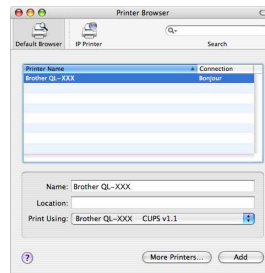 Printer Browser
Default Browser IP Printer Search
Printer Name Connection
Brother QL-XXX Bonjour
Name: Brother QL-XXX
Location:
Print Using: Brother QL-XXX CUPS v1.1
? More Printers... Add